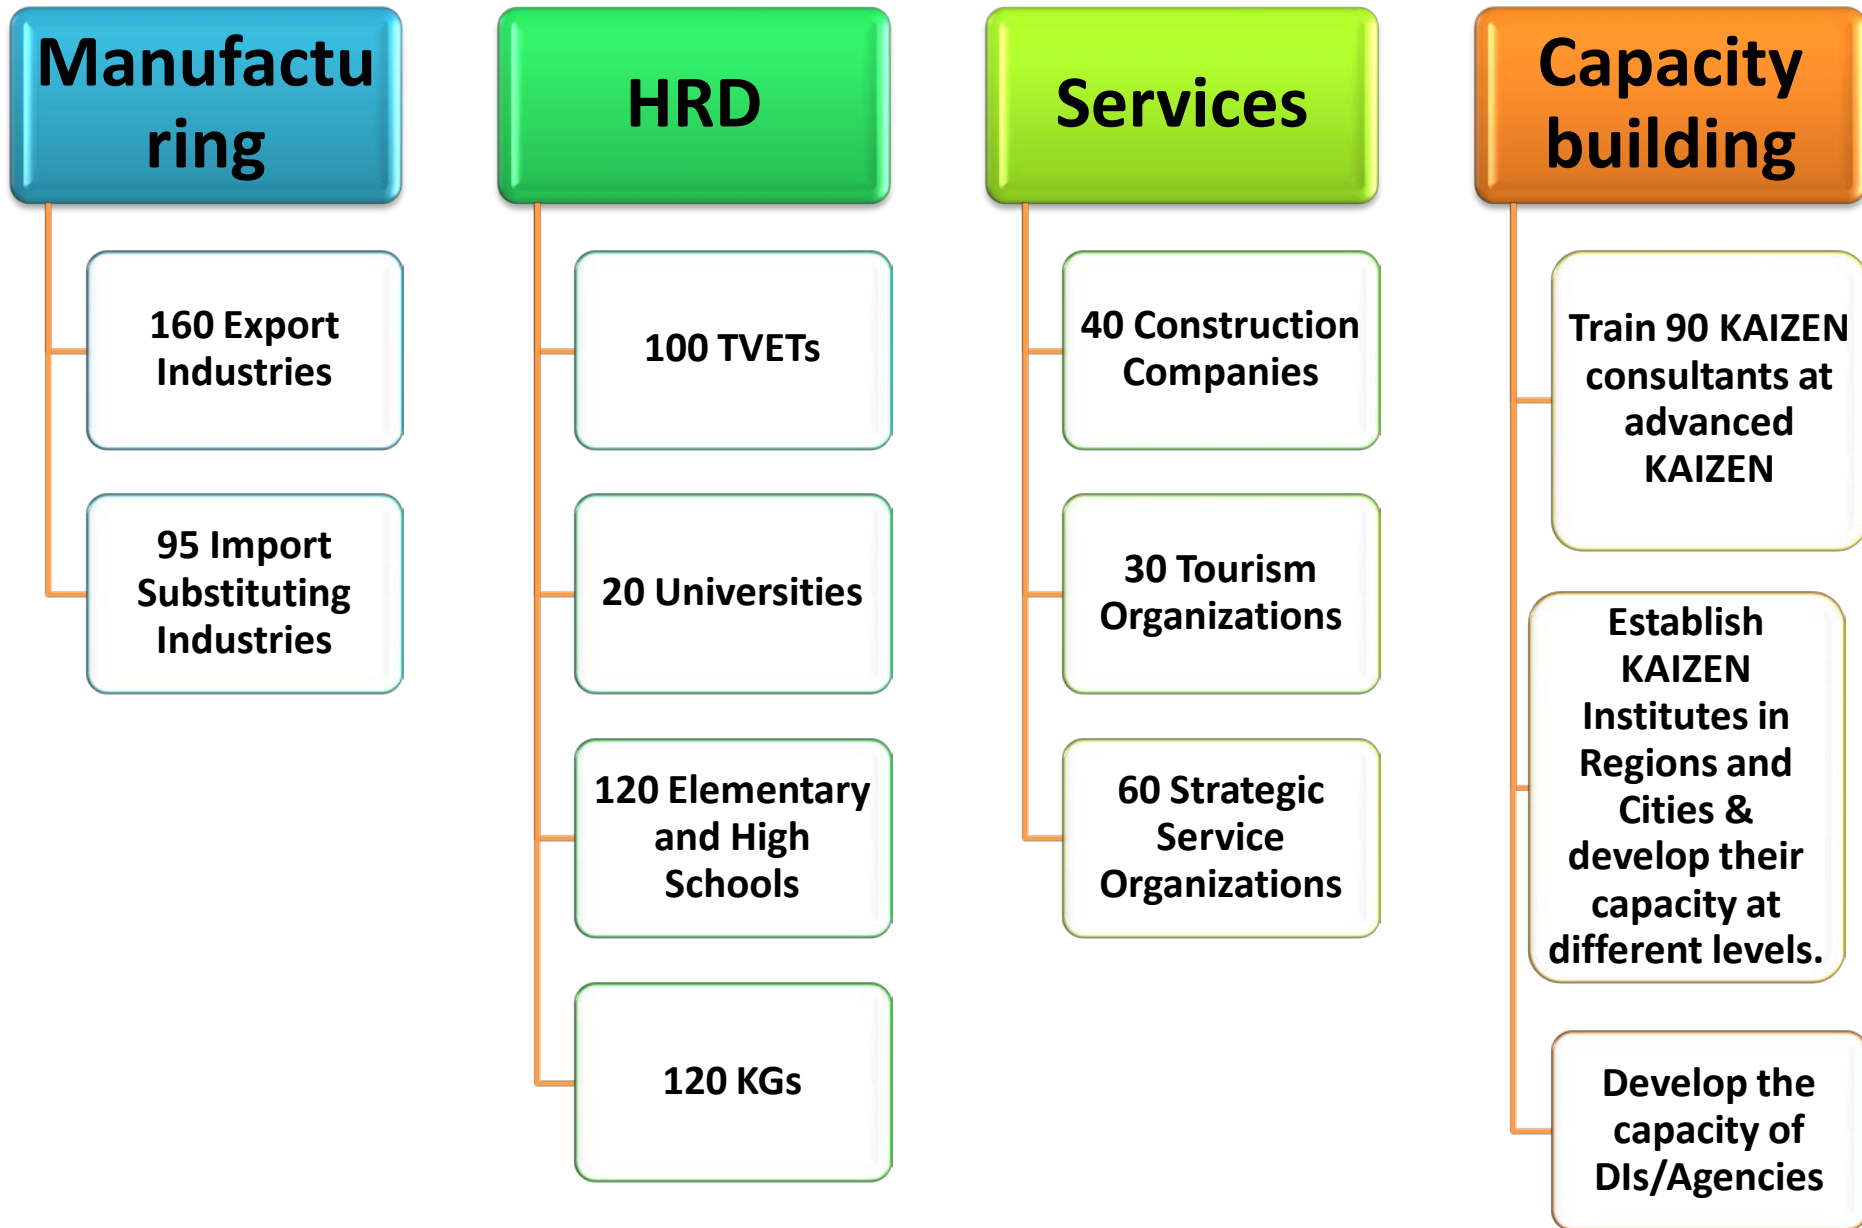 Manufactu
ring
160 Export
Industries
95 Import
Substituting
Industries
HRD
100 TVETs
20 Universities
120 Elementary
and High
Schools
120 KGs
Services
40 Construction
Companies
30 Tourism
Organizations
60 Strategic
Service
Organizations
Capacity
building
Train 90 KAIZEN
consultants at
advanced
KAIZEN
Establish
KAIZEN
Institutes in
Regions and
Cities &
develop their
capacity at
different levels.
Develop the
capacity of
DIs/Agencies